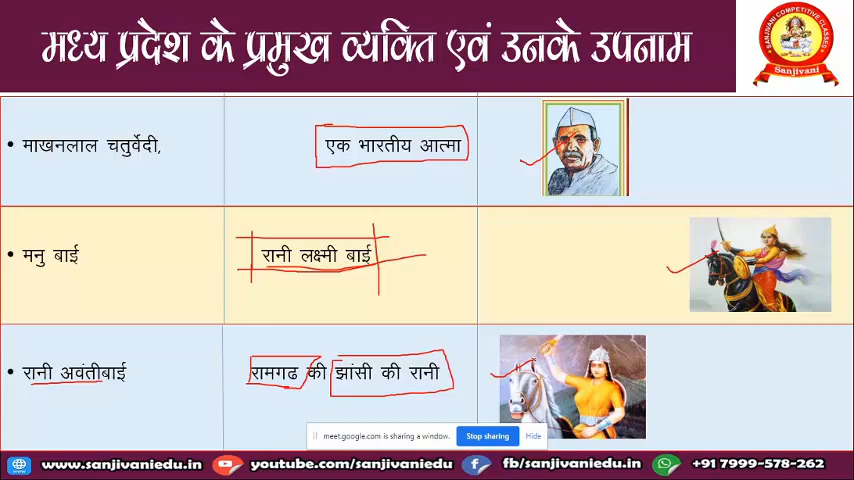 मध्य प्रदेश के प्रमुख व्यक्ति एवं उनके उपनाम
SANJIVANI COMPETITIVE CLASSES
Sanjivani
• माखनलाल चतुर्वेदी,
एक भारतीय आत्मा
• मनु बाई
रानी लक्ष्मी बाई
• रानी अवंतीबाई
रामगढ की झांसी की रानी
meet.google.com is sharing a window.
Stop sharing
Hide
www.sanjivaniedu.in
youtube.com/sanjivaniedu
fb/sanjivaniedu.in
+91 7999-578-262